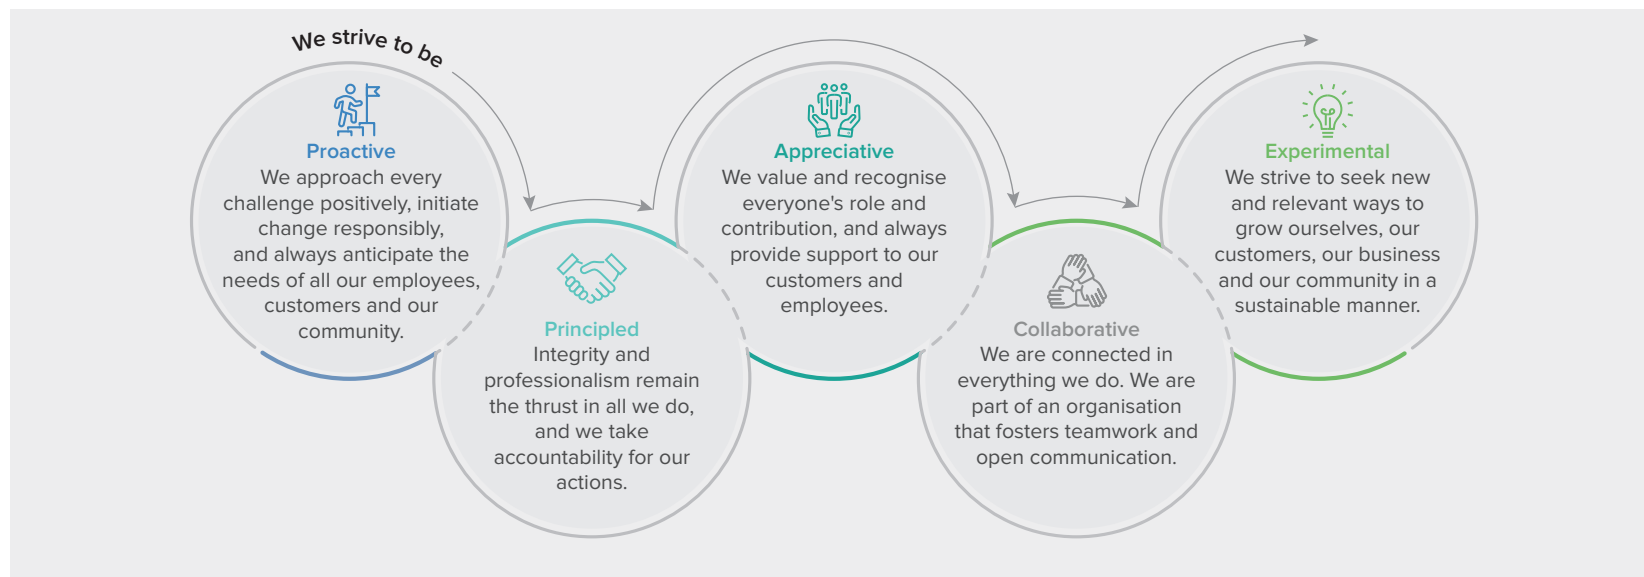 We strive to be
Proactive
We approach every
challenge positively, initiate
change responsibly,
and always anticipate the
needs of all our employees,
customers and our
community.
Principled
Integrity and
professionalism remain
the thrust in all we do,
and we take
accountability for our
actions.
Appreciative
We value and recognise
everyone's role and
contribution, and always
provide support to our
customers and
employees.
Collaborative
We are connected in
everything we do. We are
part of an organisation
that fosters teamwork and
open communication.
Experimental
We strive to seek new
and relevant ways to
grow ourselves, our
customers, our business
and our community in a
sustainable manner.